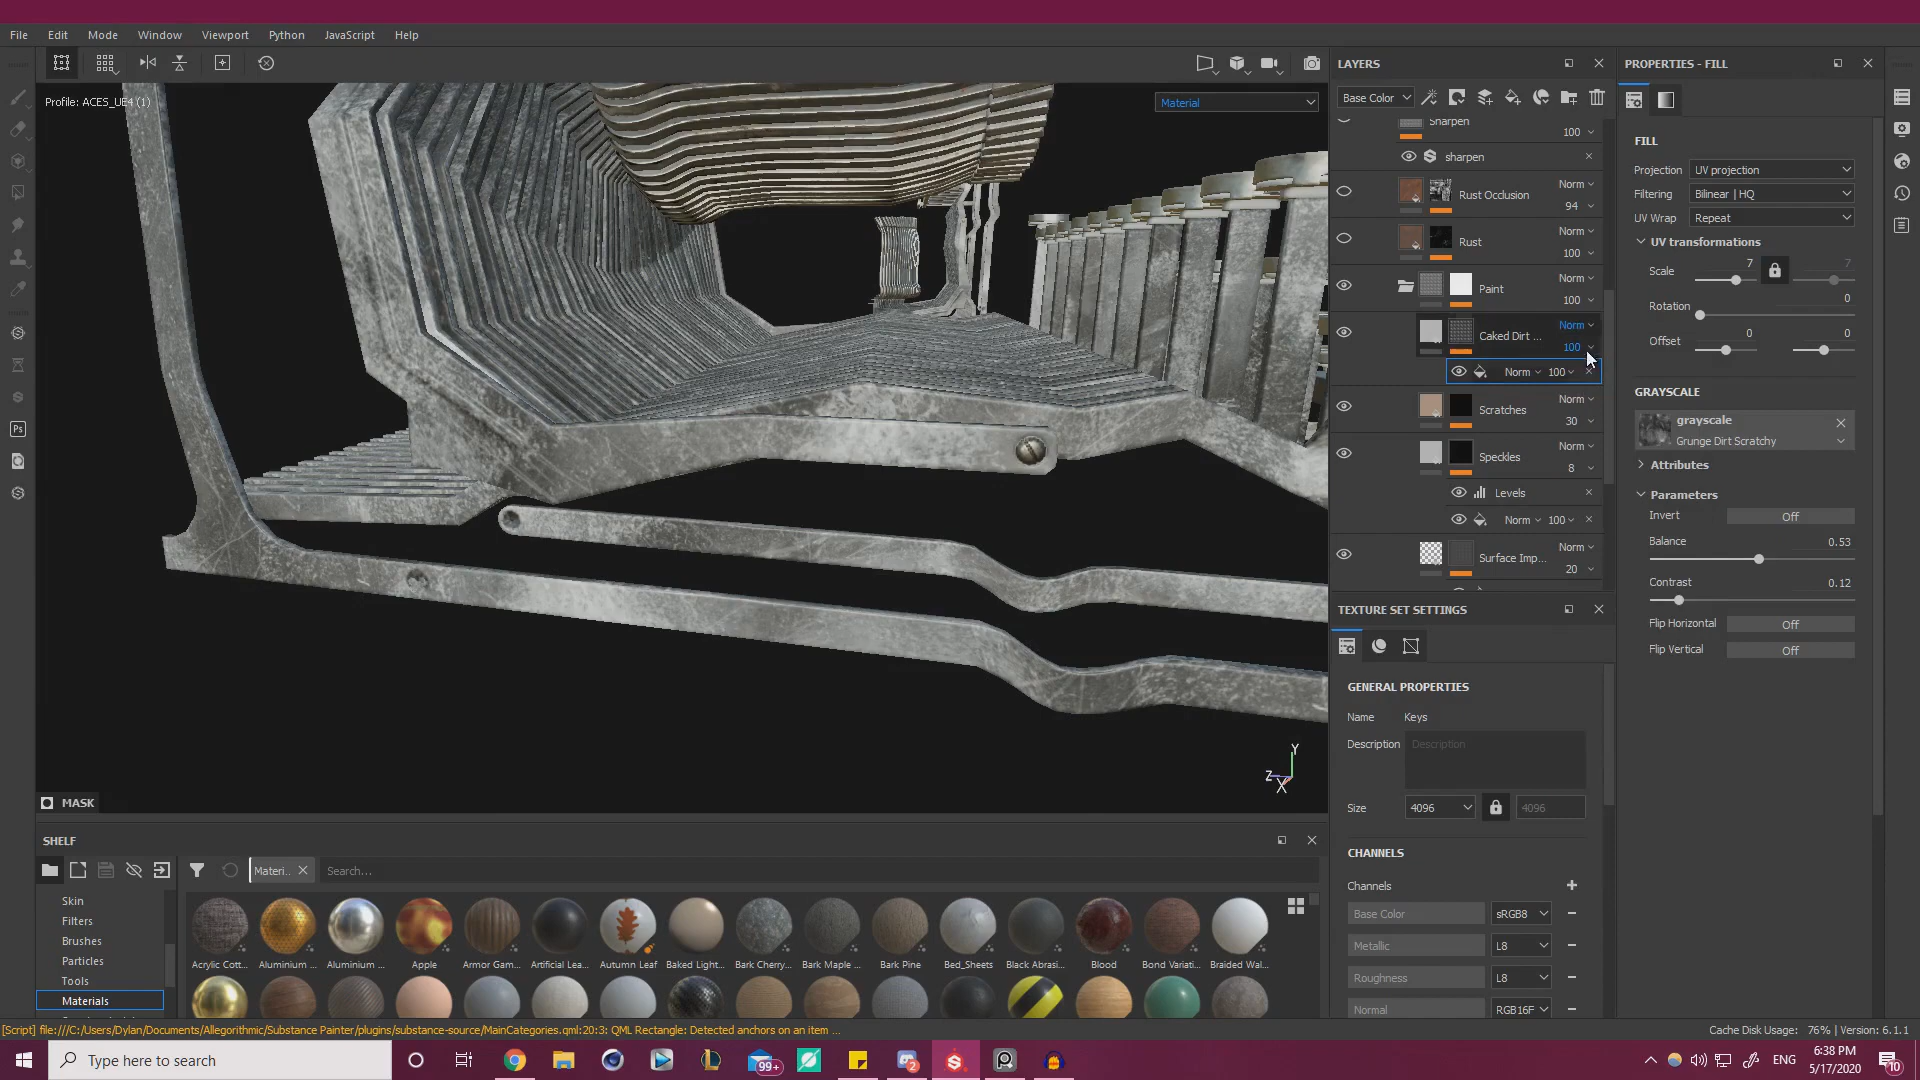 File Edit Mode Window Viewport Python JavaScript Help
Profile: ACES_UE4 (1)
Material
MASK
Y
Z
X
LAYERS
Base Color
Sharpen
100
sharpen
Rust Occlusion Norm
94
Rust Norm
100
Paint Norm
100
Caked Dirt ... Norm
100
Norm 100
Scratches Norm
30
Speckles Norm
8
Levels
Norm 100
Surface Imp... Norm
20
TEXTURE SET SETTINGS
GENERAL PROPERTIES
Name Keys
Description Description
Size 4096 4096
CHANNELS
Channels
Base Color sRGB8
Metallic L8
Roughness L8
Normal RGB16F
PROPERTIES - FILL
FILL
Projection UV projection
Filtering Bilinear | HQ
UV Wrap Repeat
UV transformations
Scale 7 7
Rotation 0
Offset 0 0
GRAYSCALE
grayscale
Grunge Dirt Scratchy
Attributes
Parameters
Invert Off
Balance 0.53
Contrast 0.12
Flip Horizontal Off
Flip Vertical Off
SHELF
Materi.. Search...
Skin
Filters
Brushes
Particles
Tools
Materials
Acrylic Cott... Aluminium ... Aluminium ... Apple Armor Gam... Artificial Lea... Autumn Leaf Baked Light... Bark Cherry... Bark Maple ... Bark Pine Bed_Sheets Black Abrasi... Blood Bond Variati... Braided Wal...
[Script] file:///C:/Users/Dylan/Documents/Allegorithmic/Substance Painter/plugins/substance-source/MainCategories.qml:20:3: QML Rectangle: Detected anchors on an item ...
Cache Disk Usage: 76% | Version: 6.1.1
Type here to search
Ps
99+
2
ENG
6:38 PM
5/17/2020
10